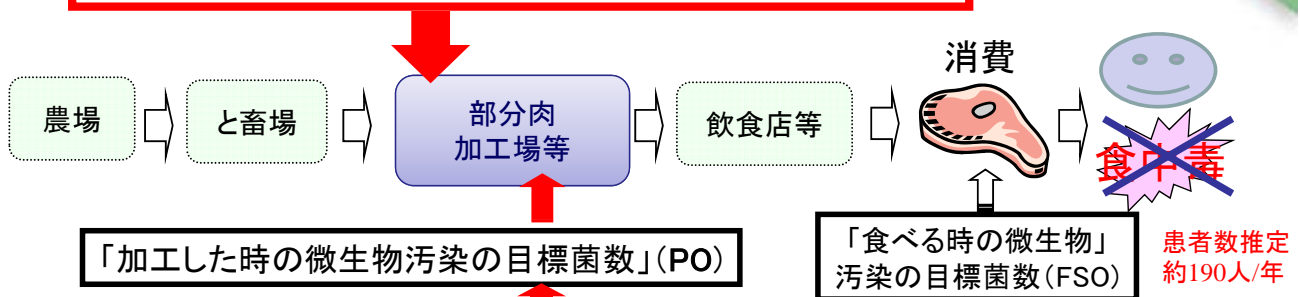 消費
農場
と畜場
部分肉
加工場等
飲食店等
食中毒
「加工した時の微生物汚染の目標菌数」(PO)
「食べる時の微生物」
汚染の目標菌数(FSO)
患者数推定
約190人/年